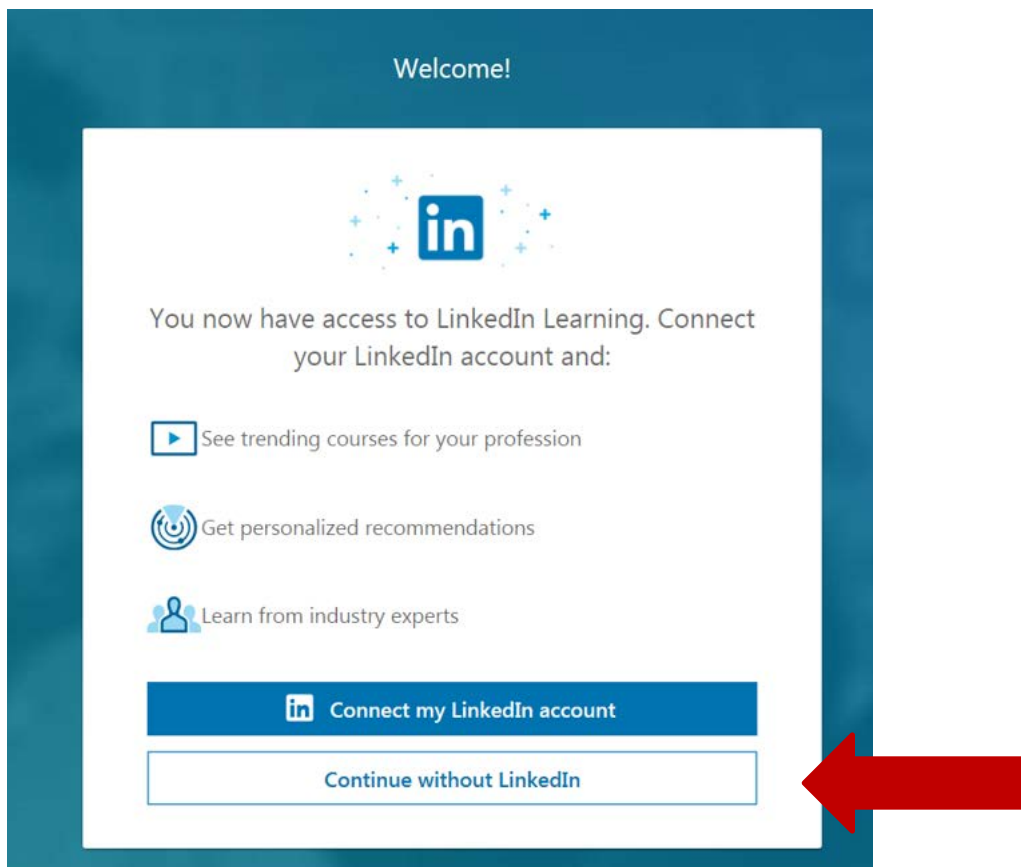 Welcome!
in
You now have access to LinkedIn Learning. Connect
your LinkedIn account and:
See trending courses for your profession
Get personalized recommendations
Learn from industry experts
in Connect my LinkedIn account
Continue without LinkedIn